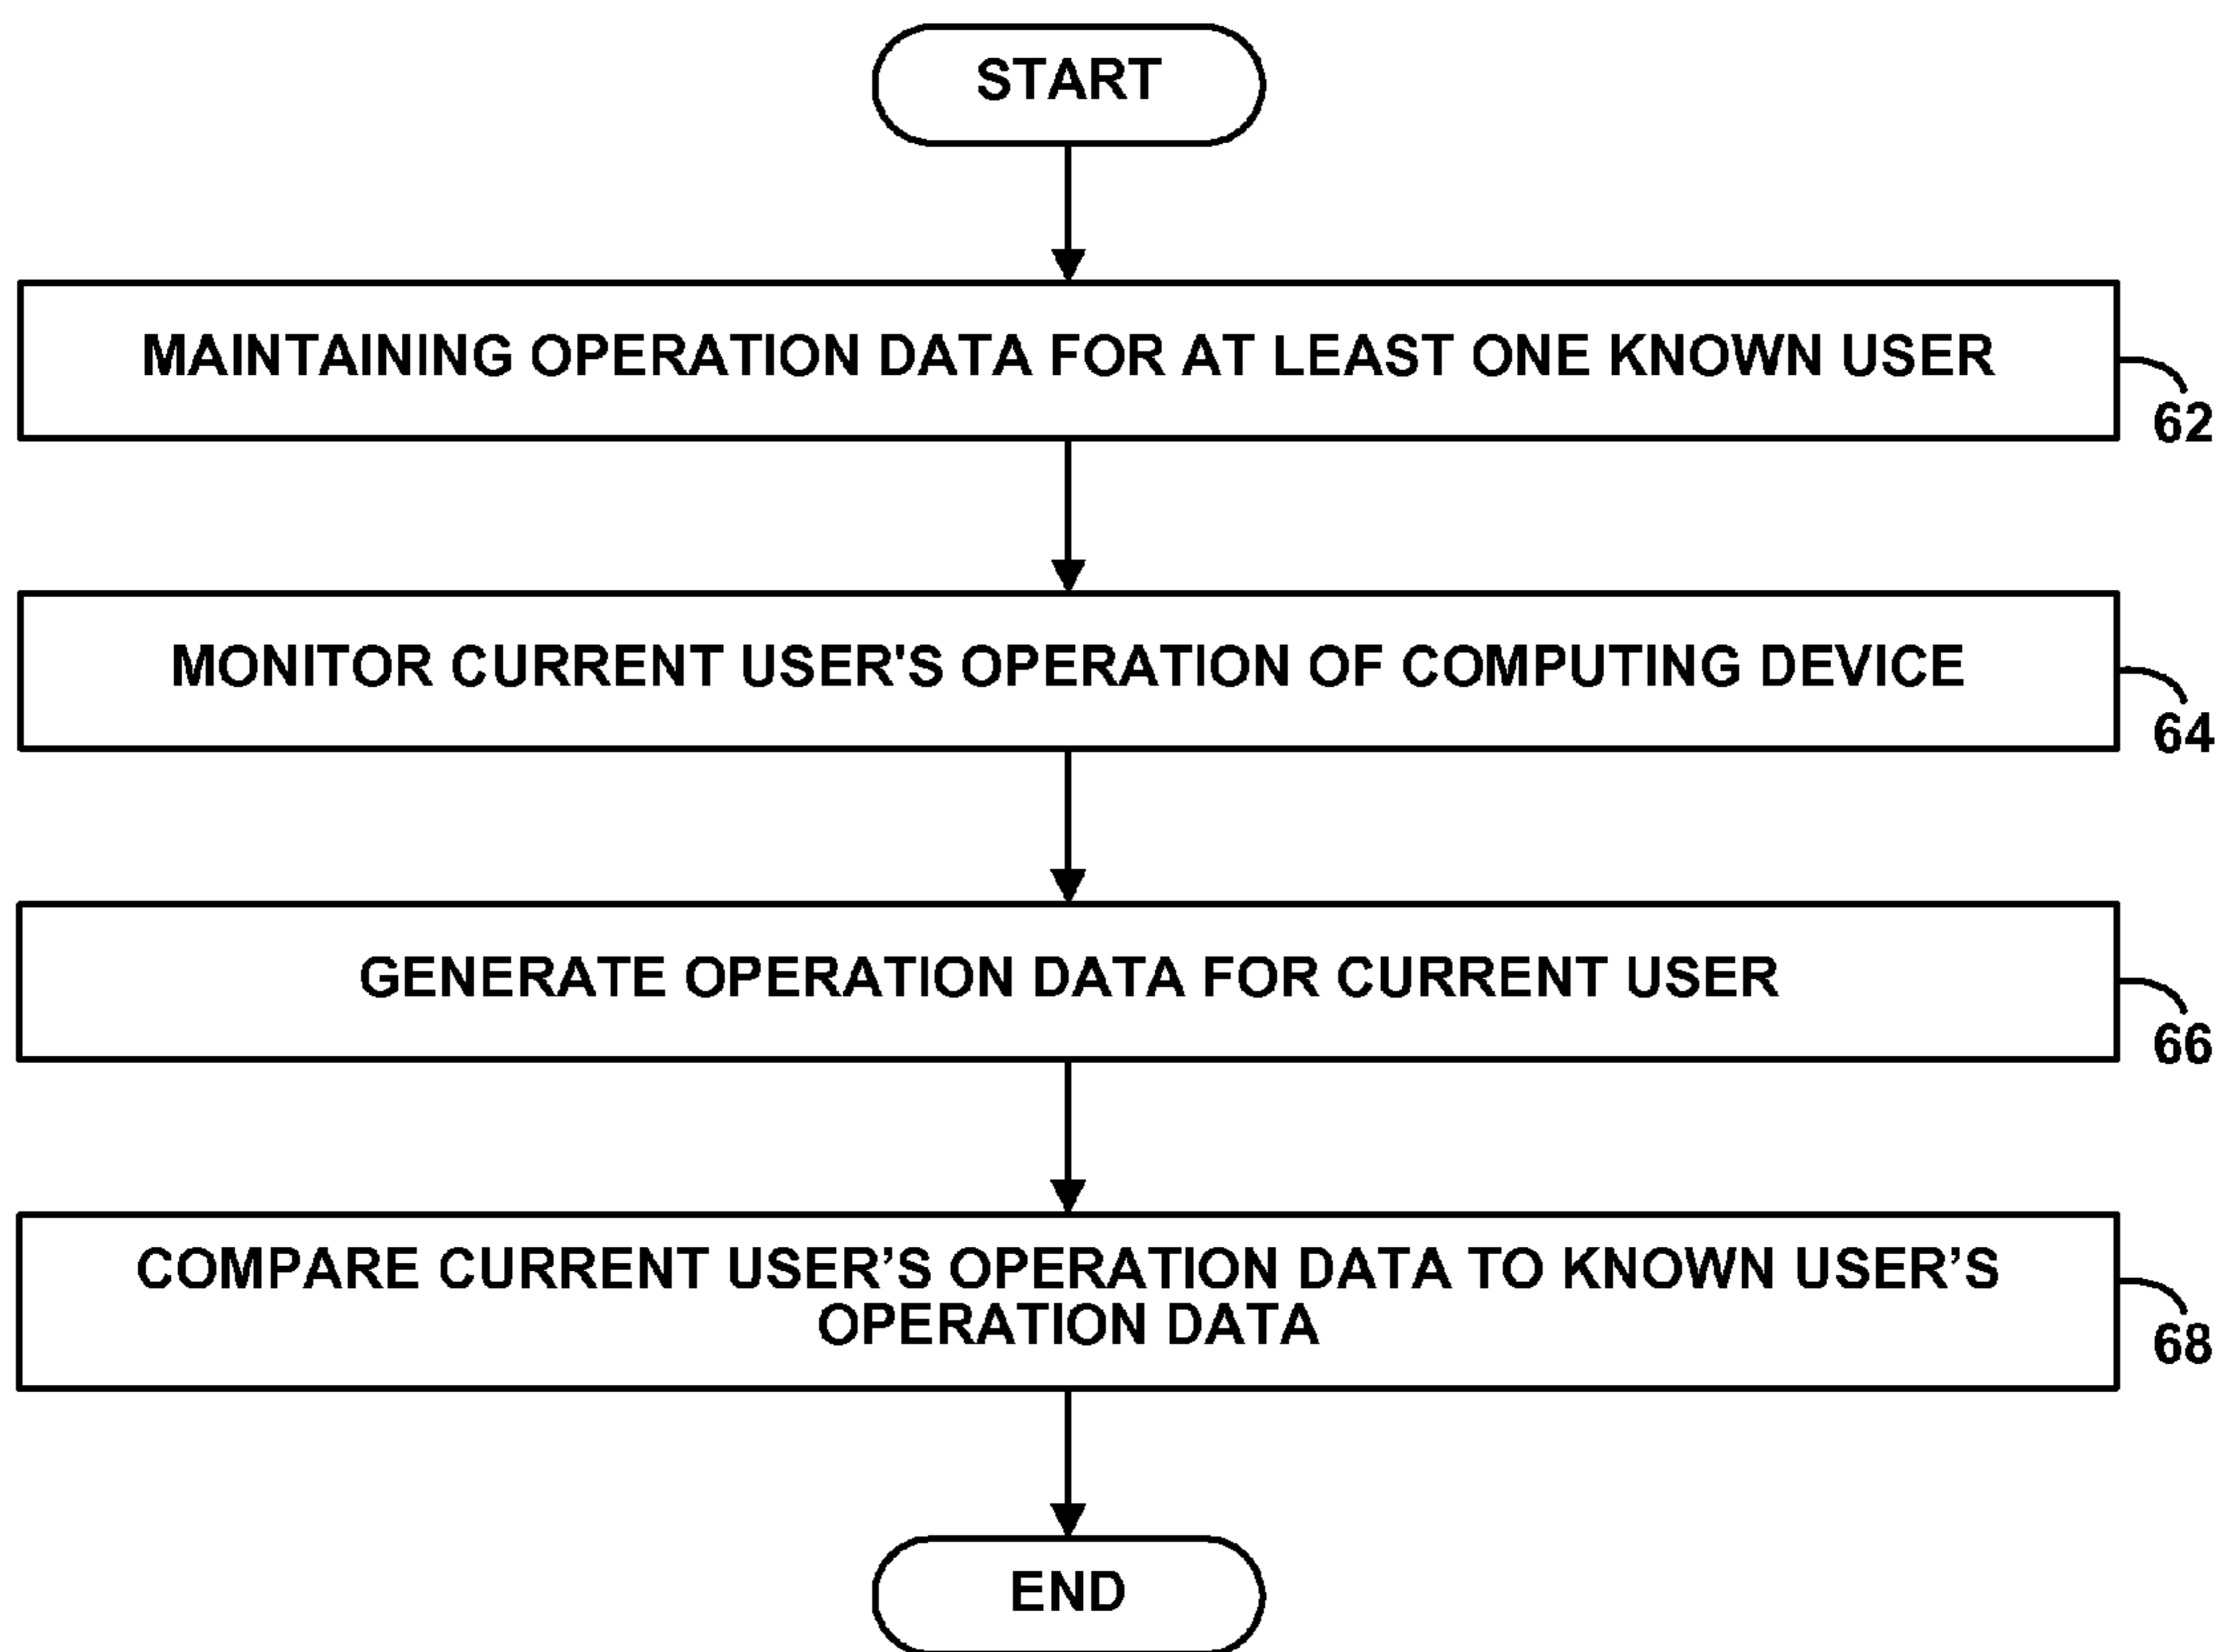 START
MAINTAINING OPERATION DATA FOR AT LEAST ONE KNOWN USER
62
MONITOR CURRENT USER'S OPERATION OF COMPUTING DEVICE
64
GENERATE OPERATION DATA FOR CURRENT USER
66
COMPARE CURRENT USER’S OPERATION DATA TO KNOWN USER’S
OPERATION DATA
68
END